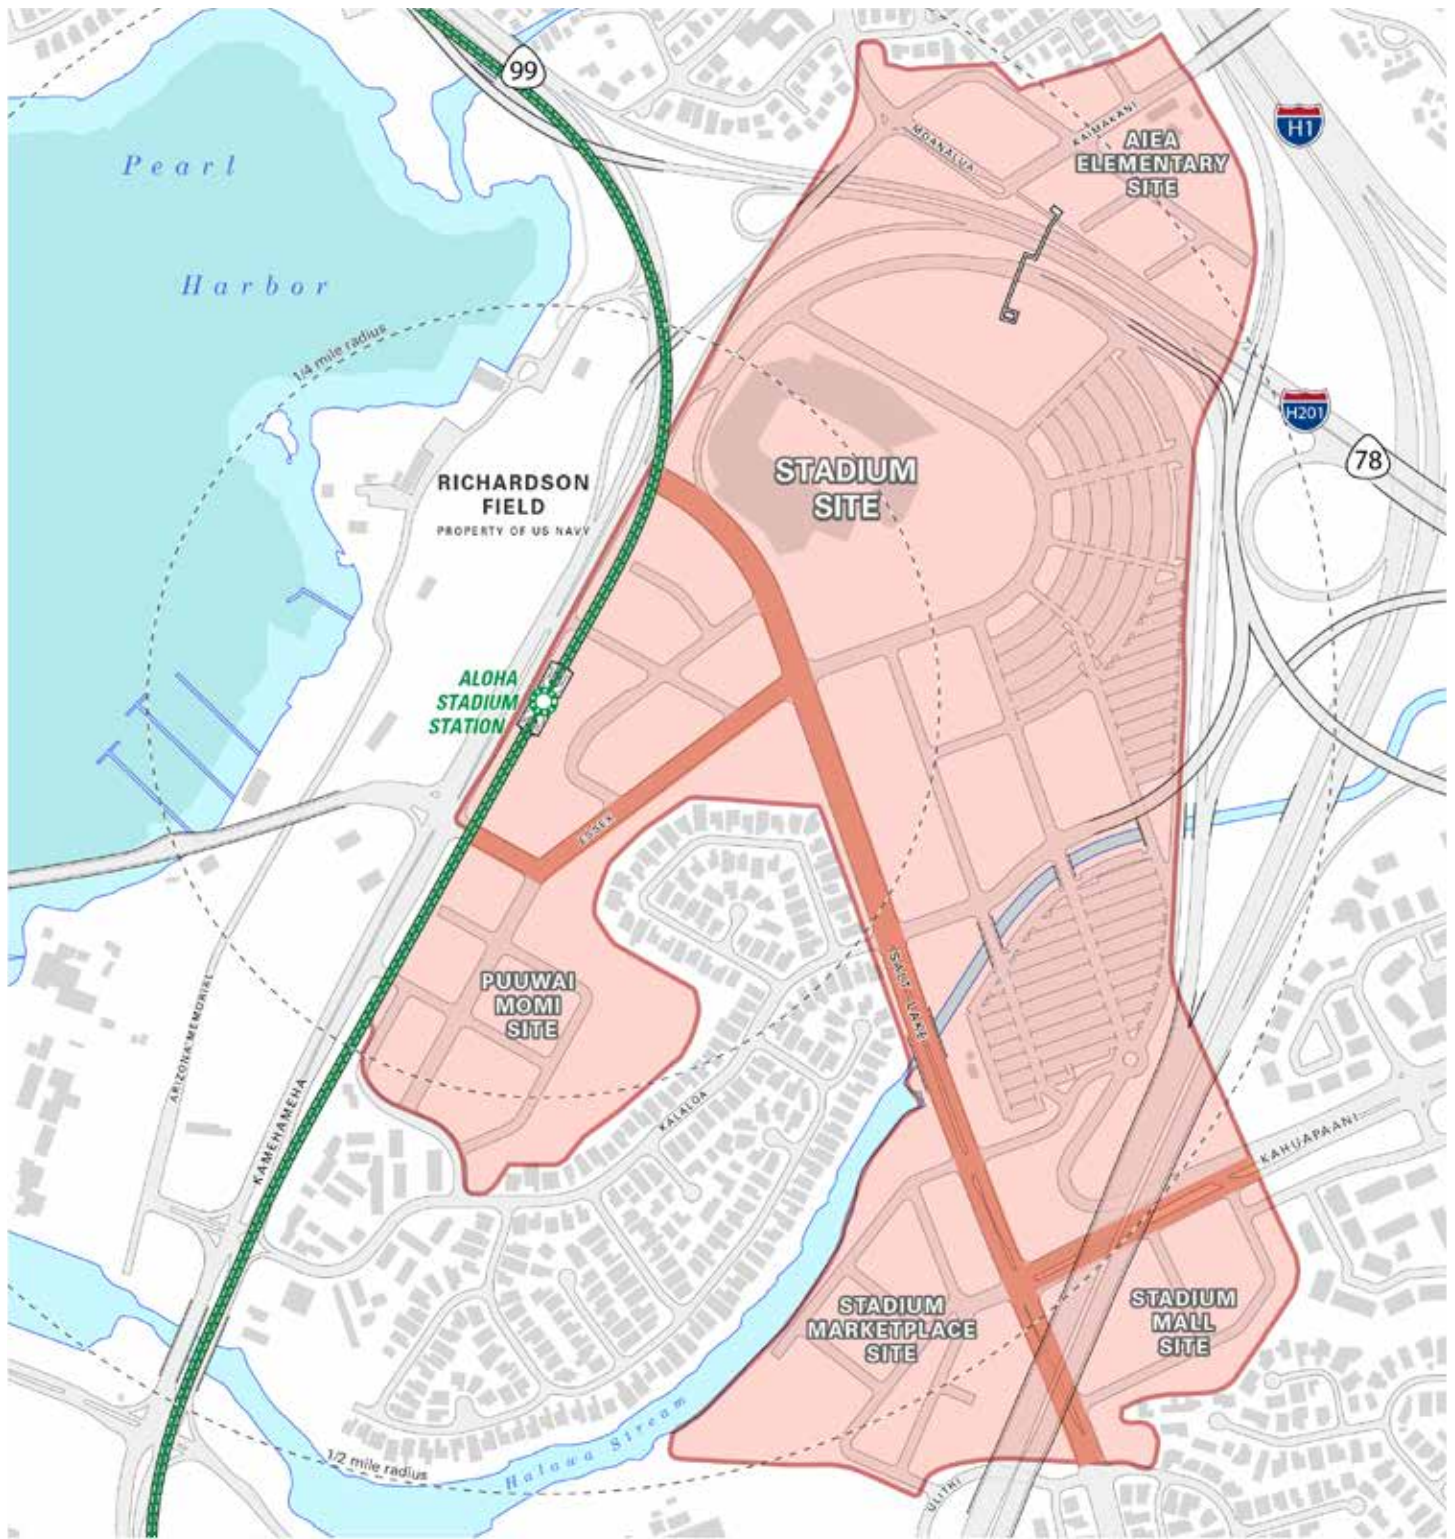 99
H1
Pearl
Harbor
MOANALUA
KAIMAKANI
AIEA
ELEMENTARY
SITE
1/4 mile radius
H201
78
RICHARDSON
FIELD
PROPERTY OF US NAVY
STADIUM
SITE
ALOHA
STADIUM
STATION
ESSEX
PUUWAI
MOMI
SITE
SALT LAKE
ARIZONA MEMORIAL
KAMEHAMEHA
KALALOA
KAHUAPAANI
STADIUM
MARKETPLACE
SITE
STADIUM
MALL
SITE
1/2 mile radius
Halawa Stream